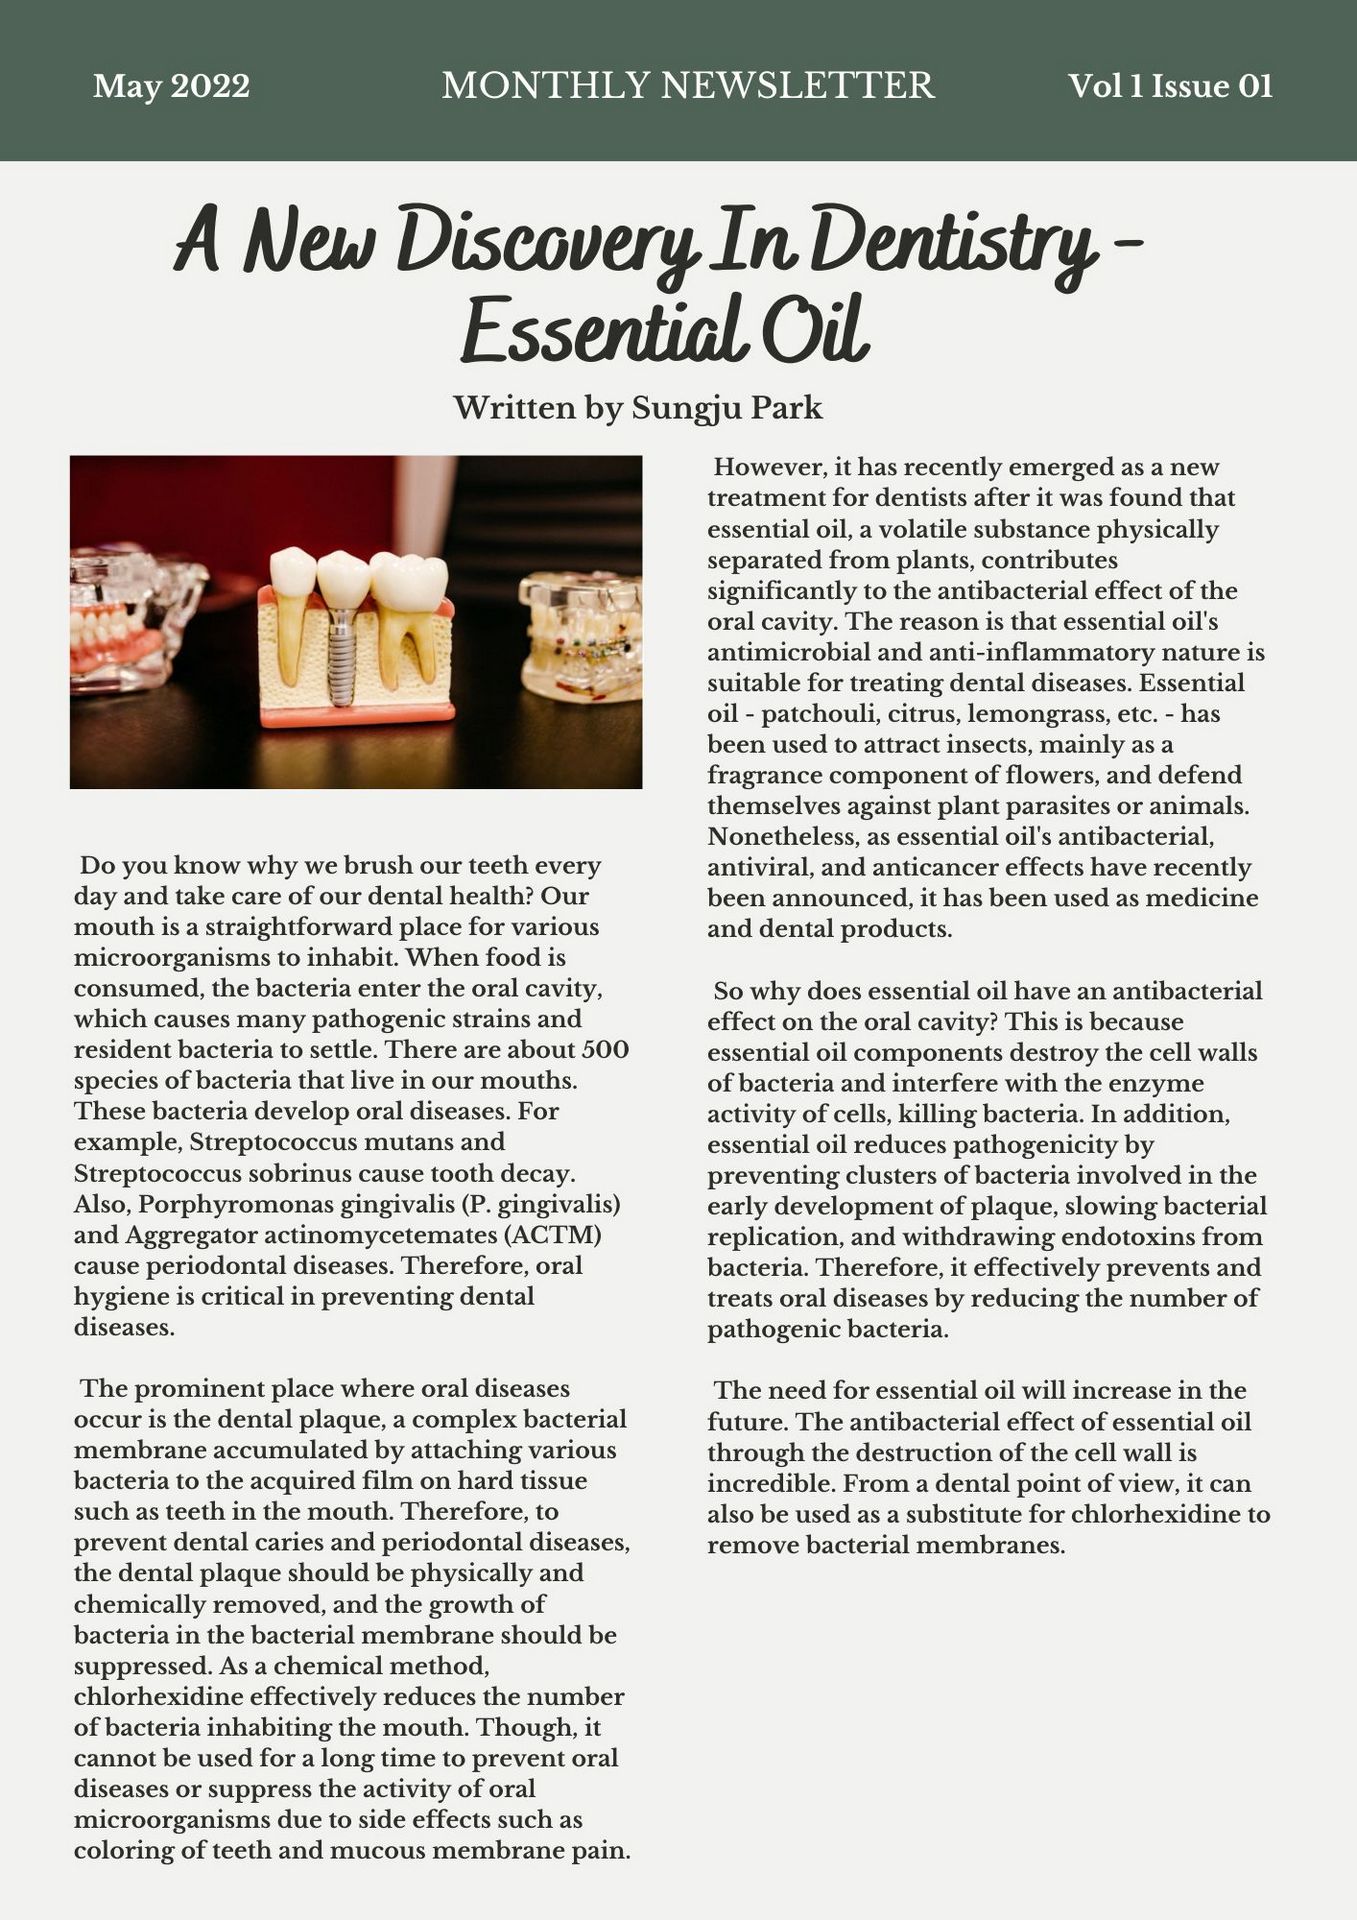 May 2022
MONTHLY NEWSLETTER
Vol 1 Issue 01
A New Discovery In Dentistry -
Essential Oil
Written by Sungju Park
Do you know why we brush our teeth every
day and take care of our dental health? Our
mouth is a straightforward place for various
microorganisms to inhabit. When food is
consumed, the bacteria enter the oral cavity,
which causes many pathogenic strains and
resident bacteria to settle. There are about 500
species of bacteria that live in our mouths.
These bacteria develop oral diseases. For
example, Streptococcus mutans and
Streptococcus sobrinus cause tooth decay.
Also, Porphyromonas gingivalis (P. gingivalis)
and Aggregator actinomycetemates (ACTM)
cause periodontal diseases. Therefore, oral
hygiene is critical in preventing dental
diseases.
The prominent place where oral diseases
occur is the dental plaque, a complex bacterial
membrane accumulated by attaching various
bacteria to the acquired film on hard tissue
such as teeth in the mouth. Therefore, to
prevent dental caries and periodontal diseases,
the dental plaque should be physically and
chemically removed, and the growth of
bacteria in the bacterial membrane should be
suppressed. As a chemical method,
chlorhexidine effectively reduces the number
of bacteria inhabiting the mouth. Though, it
cannot be used for a long time to prevent oral
diseases or suppress the activity of oral
microorganisms due to side effects such as
coloring of teeth and mucous membrane pain.
However, it has recently emerged as a new
treatment for dentists after it was found that
essential oil, a volatile substance physically
separated from plants, contributes
significantly to the antibacterial effect of the
oral cavity. The reason is that essential oil's
antimicrobial and anti-inflammatory nature is
suitable for treating dental diseases. Essential
oil - patchouli, citrus, lemongrass, etc. - has
been used to attract insects, mainly as a
fragrance component of flowers, and defend
themselves against plant parasites or animals.
Nonetheless, as essential oil's antibacterial,
antiviral, and anticancer effects have recently
been announced, it has been used as medicine
and dental products.
So why does essential oil have an antibacterial
effect on the oral cavity? This is because
essential oil components destroy the cell walls
of bacteria and interfere with the enzyme
activity of cells, killing bacteria. In addition,
essential oil reduces pathogenicity by
preventing clusters of bacteria involved in the
early development of plaque, slowing bacterial
replication, and withdrawing endotoxins from
bacteria. Therefore, it effectively prevents and
treats oral diseases by reducing the number of
pathogenic bacteria.
The need for essential oil will increase in the
future. The antibacterial effect of essential oil
through the destruction of the cell wall is
incredible. From a dental point of view, it can
also be used as a substitute for chlorhexidine to
remove bacterial membranes.